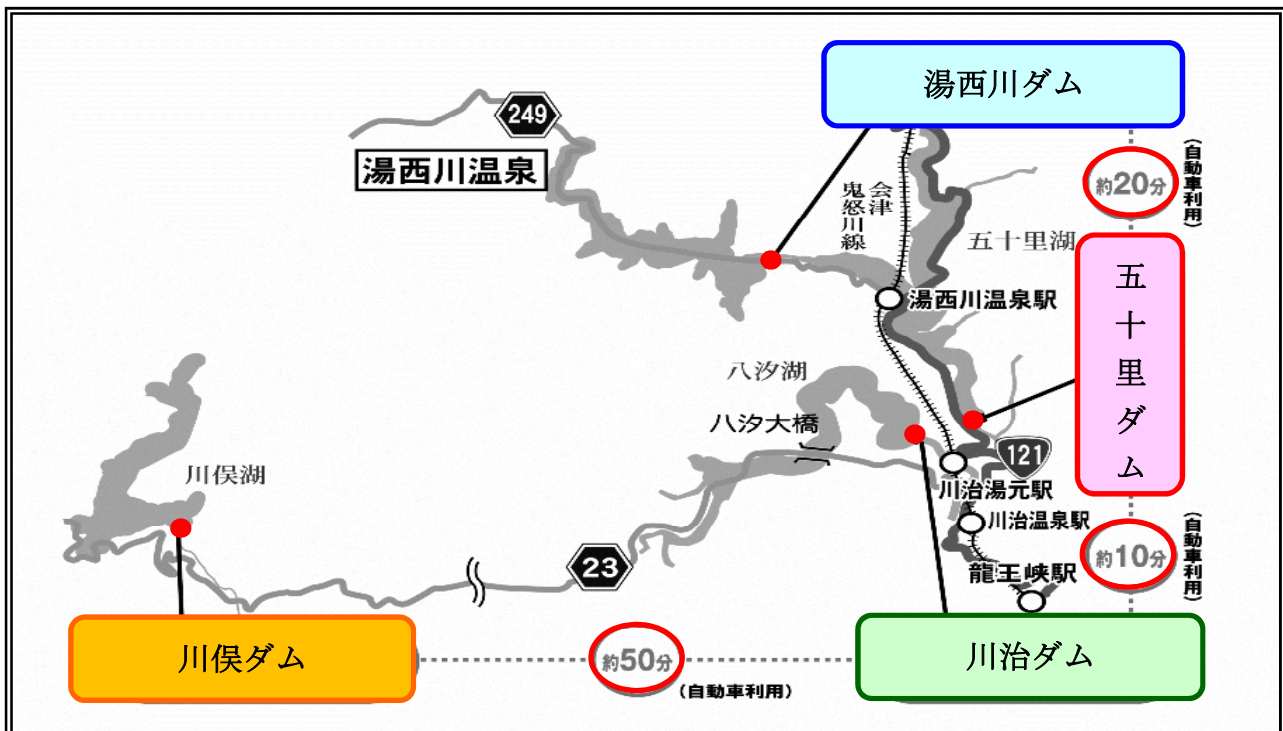 湯西川ダム
249
湯西川温泉
約20分
(自動車利用)
会津
鬼怒川線
五十里湖
五十里ダム
湯西川温泉駅
八汐湖
八汐大橋
121
川俣湖
川治湯元駅
川治温泉駅
約10分
(自動車利用)
23
龍王峡駅
川俣ダム
約50分
(自動車利用)
川治ダム